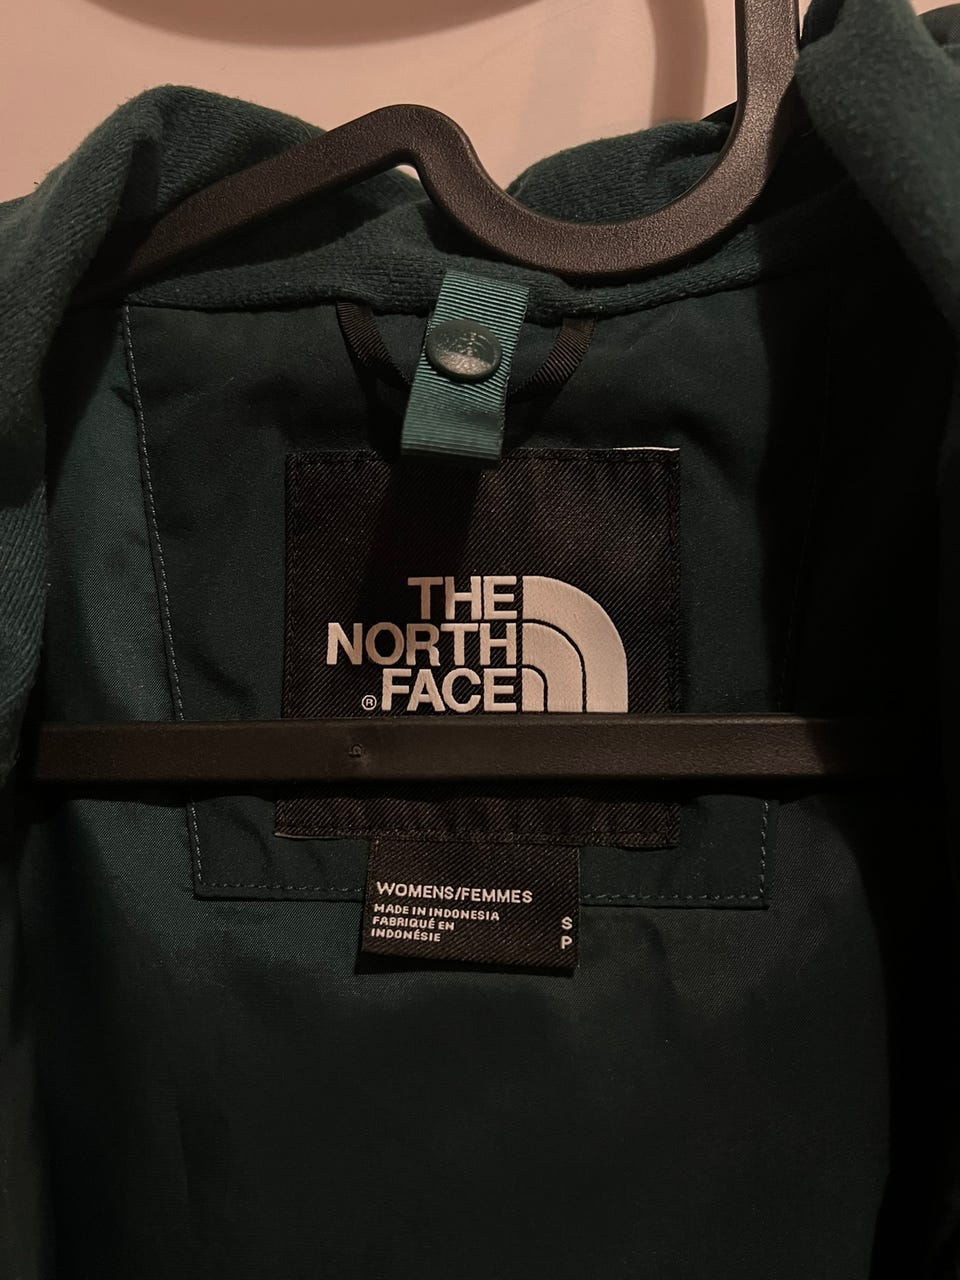 THE
NORTH
® FACE
WOMENS/FEMMES
MADE IN INDONESIA
FABRIQUÉ EN
INDONÉSIE
S
P